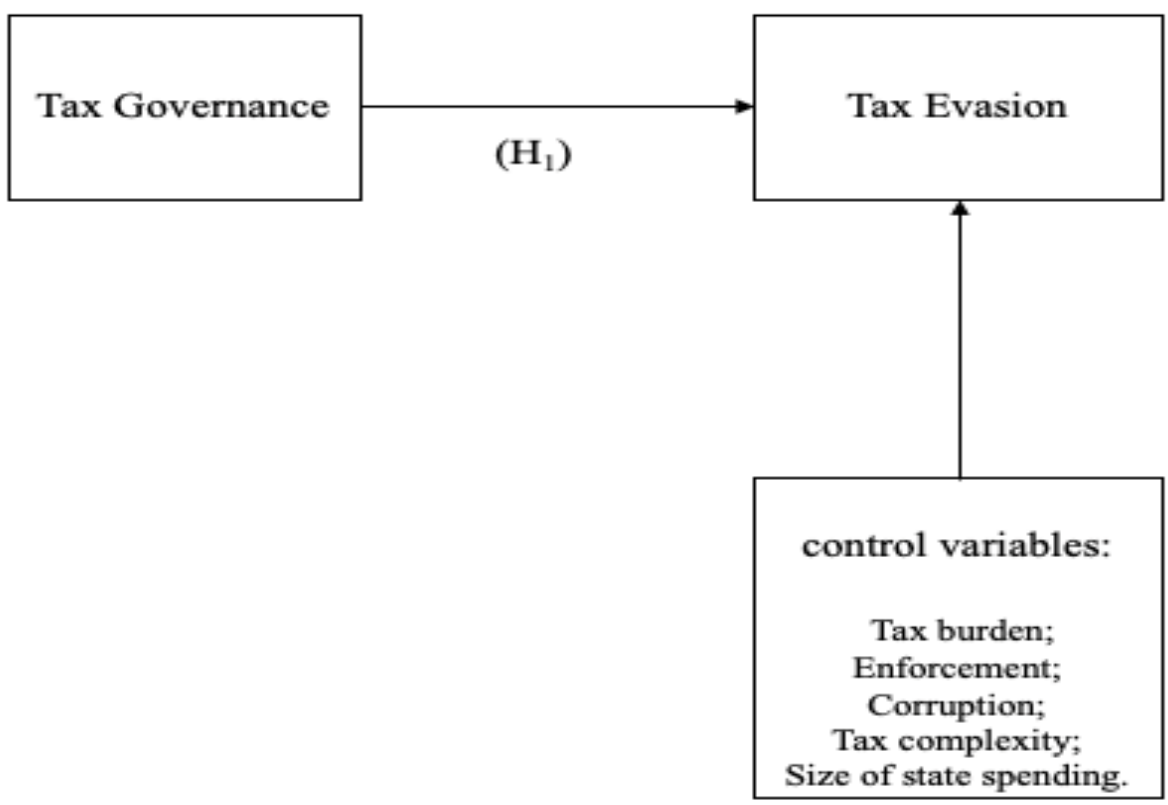 Tax Governance
Tax Evasion
(H₁)
control variables:
Tax burden;
Enforcement;
Corruption;
Tax complexity;
Size of state spending.